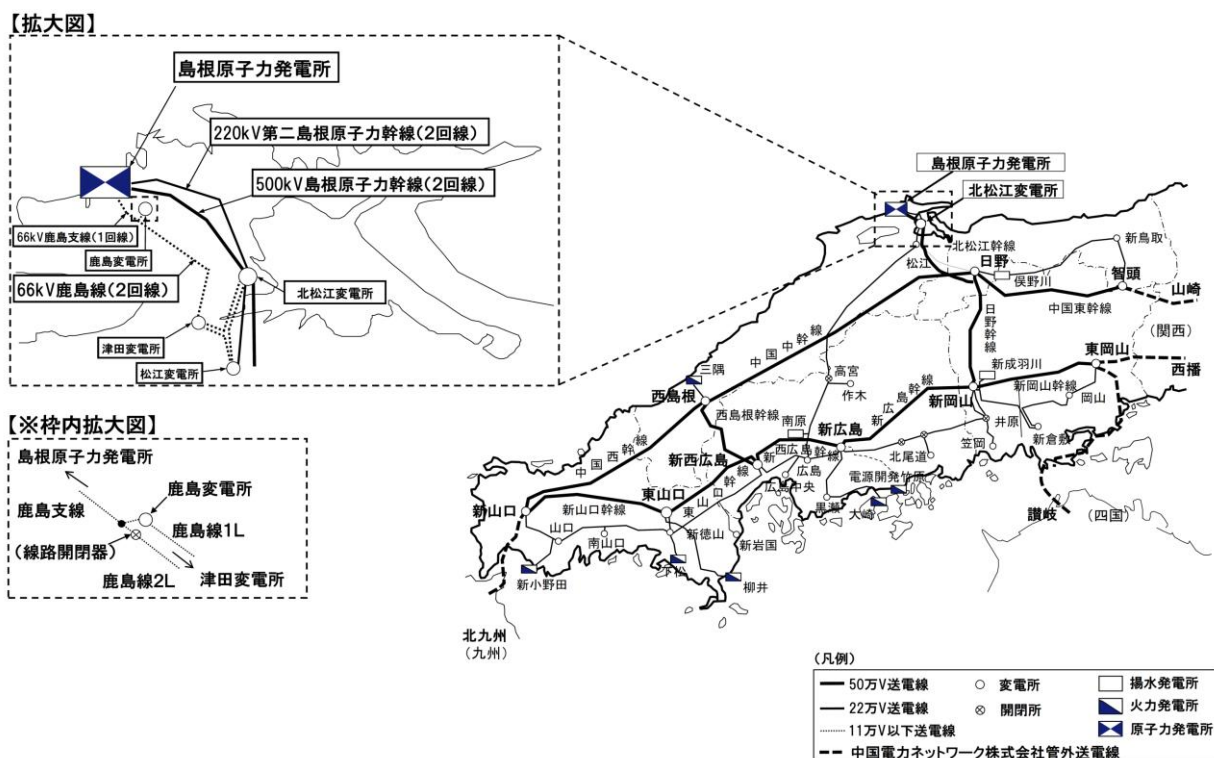 【拡大図】
島根原子力発電所
220kV第二島根原子力幹線(2回線)
500kV島根原子力幹線(2回線)
66kV鹿島支線(1回線)
鹿島変電所
66kV鹿島線(2回線)
北松江変電所
津田変電所
松江変電所
【※枠内拡大図】
島根原子力発電所
鹿島変電所
鹿島支線
鹿島線1L
(線路開閉器)
鹿島線2L
津田変電所
島根原子力発電所
北松江変電所
北松江幹線
松江
日野
俣野川
新鳥取
智頭
山崎
中国東幹線
(関西)
日野幹線
中国中幹線
東岡山
西播
三隅
高宮
作木
新成羽川
新岡山幹線
岡山
西島根
西島根幹線
南原
新広島
新広島幹線
新岡山
井原
新倉敷
笠岡
中国西幹線
新西広島
新西広島幹線
広島
北尾道
広島中央
電源開発竹原
黒瀬
大崎
讃岐
(四国)
東山口
東山口幹線
新山口
新山口幹線
山口
南山口
新徳山
新岩国
新小野田
下松
柳井
北九州
(九州)
(凡例)
50万V送電線
変電所
揚水発電所
22万V送電線
開閉所
火力発電所
11万V以下送電線
原子力発電所
中国電力ネットワーク株式会社管外送電線